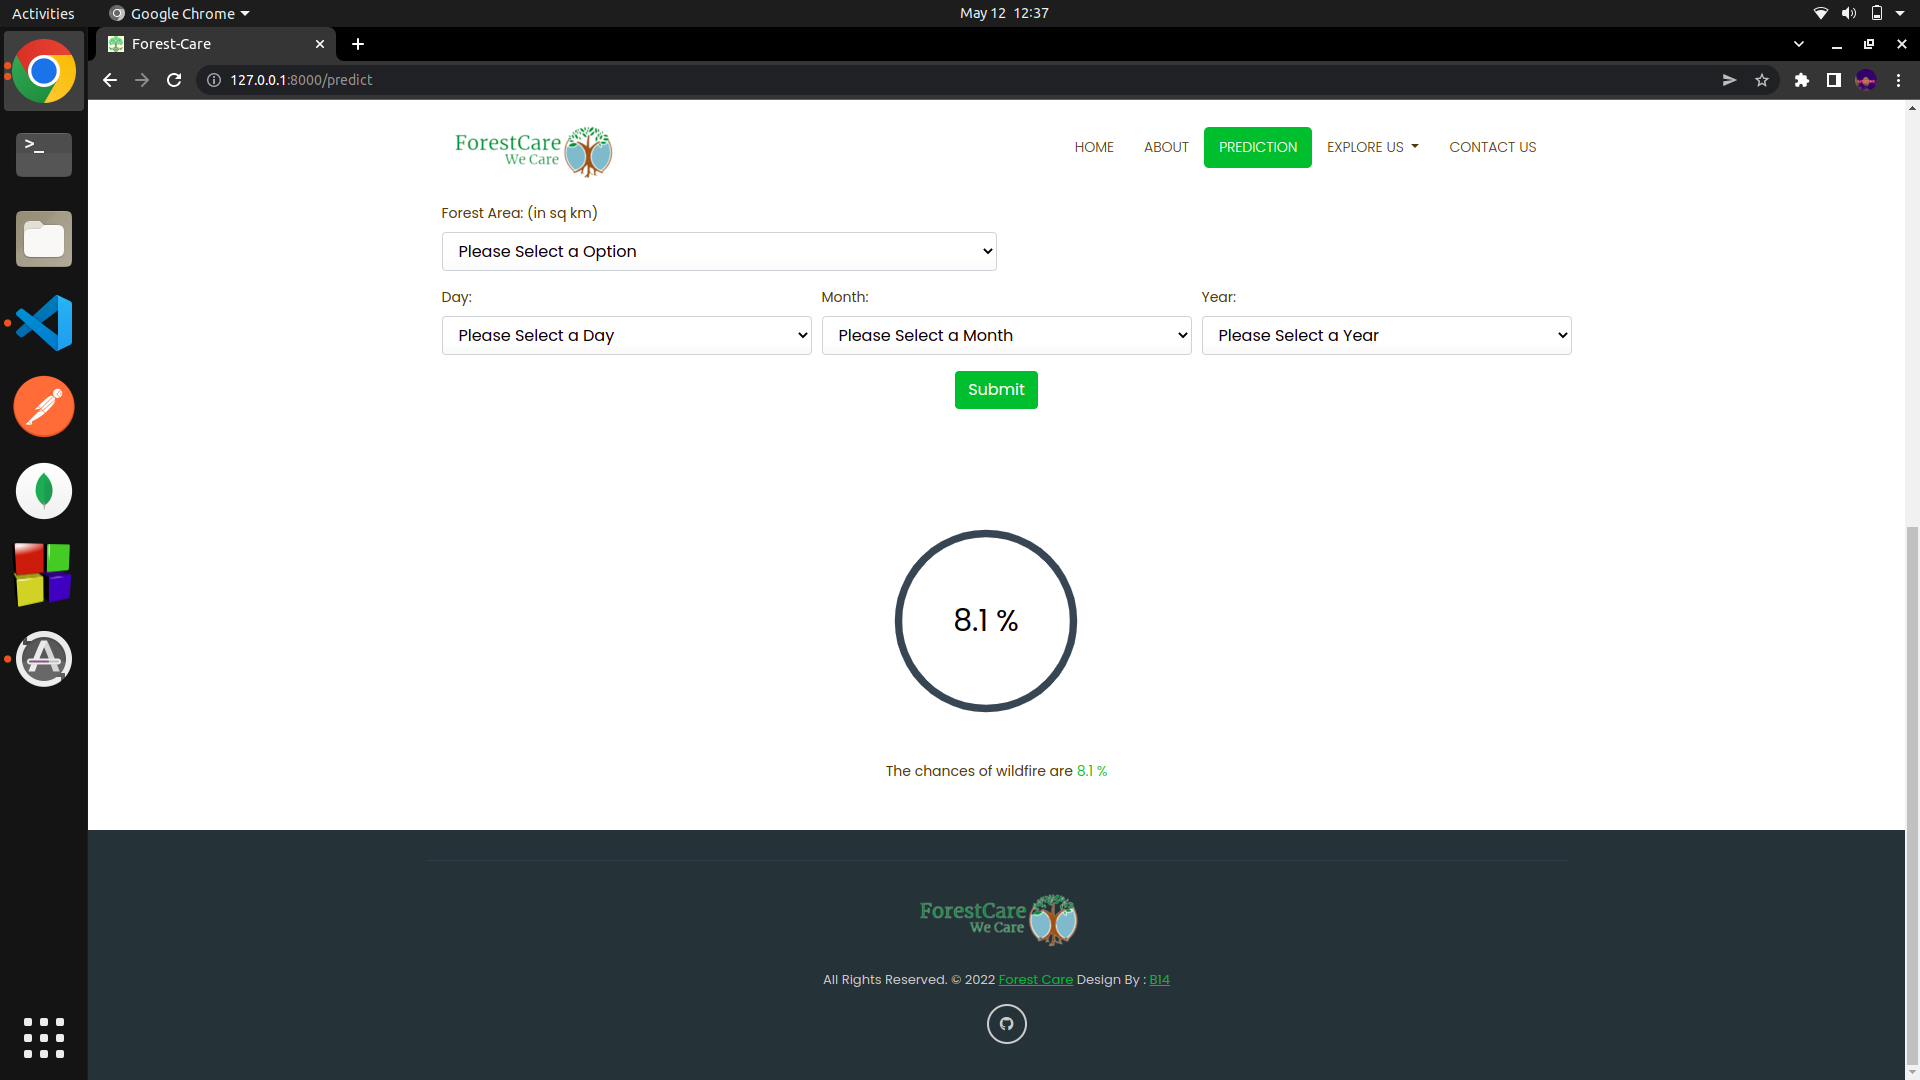 Activities
Google Chrome
May 12 12:37
Forest-Care
127.0.0.1:8000/predict
ForestCare
We Care
HOME
ABOUT
PREDICTION
EXPLORE US
CONTACT US
Forest Area: (in sq km)
Please Select a Option
Day:
Month:
Year:
Please Select a Day
Please Select a Month
Please Select a Year
Submit
8.1 %
The chances of wildfire are 8.1 %
ForestCare
We Care
All Rights Reserved. © 2022 Forest Care Design By : B14